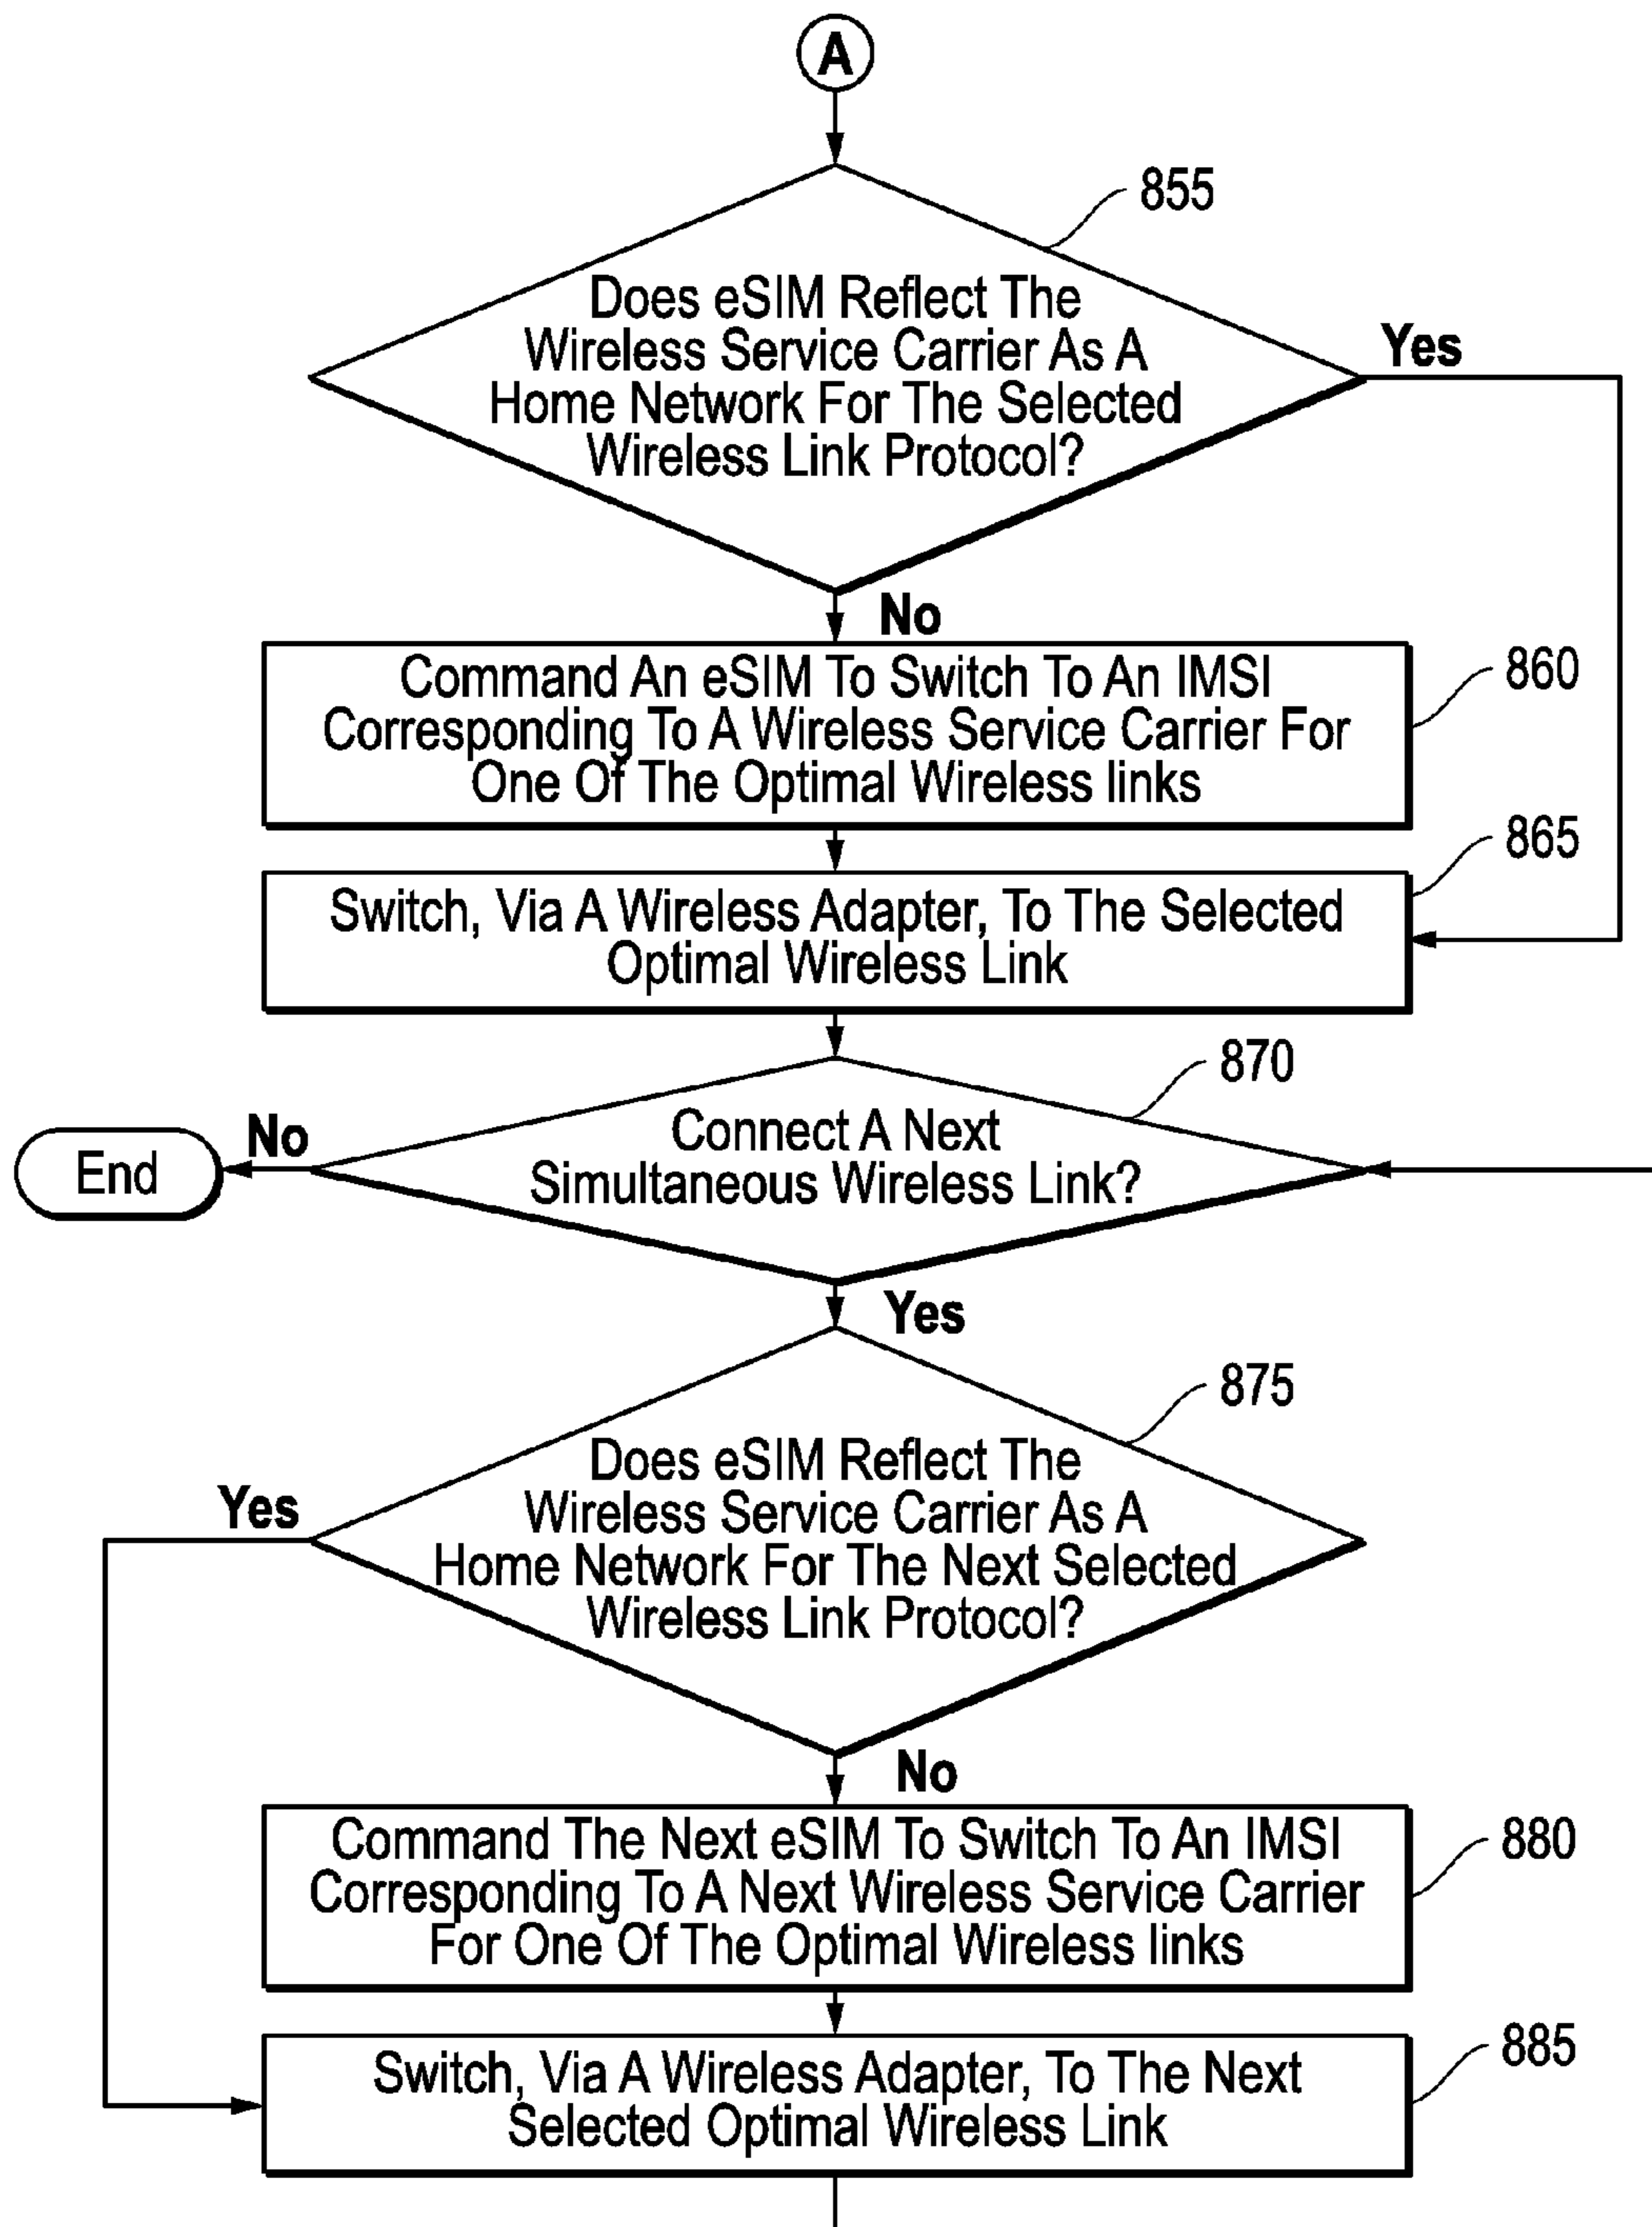 A
855
Does eSIM Reflect The
Wireless Service Carrier As A
Home Network For The Selected
Wireless Link Protocol?
Yes
No
Command An eSIM To Switch To An IMSI
Corresponding To A Wireless Service Carrier For
One Of The Optimal Wireless links
860
Switch, Via A Wireless Adapter, To The Selected
Optimal Wireless Link
865
870
Connect A Next
Simultaneous Wireless Link?
No
End
Yes
875
Does eSIM Reflect The
Wireless Service Carrier As A
Home Network For The Next Selected
Wireless Link Protocol?
Yes
No
Command The Next eSIM To Switch To An IMSI
Corresponding To A Next Wireless Service Carrier
For One Of The Optimal Wireless links
880
Switch, Via A Wireless Adapter, To The Next
Selected Optimal Wireless Link
885